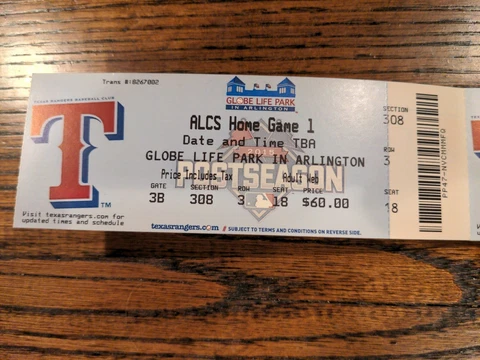 Trans #:8267002
TEXAS RANGERS BASEBALL CLUB
T
TM
Visit texasrangers.com for
updated times and schedule
GLOBE LIFE PARK
IN ARLINGTON
ALCS Home Game 1
Date and Time TBA
GLOBE LIFE PARK IN ARLINGTON
2015
POSTSEASON
Price Includes Tax
GATE SECTION ROW SEAT PRICE
3B 308 3 18 $60.00
texasrangers.com / SUBJECT TO TERMS AND CONDITIONS ON REVERSE SIDE.
SECTION
308
ROW
3
SEAT
18